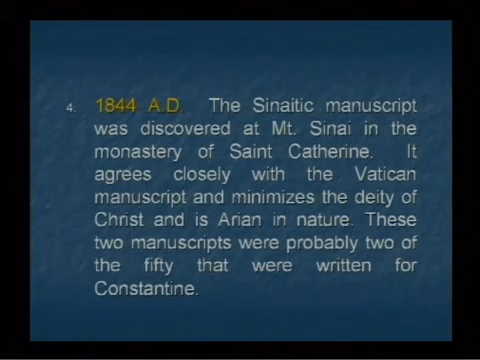 4. 1844 A.D. The Sinaitic manuscript
was discovered at Mt. Sinai in the
monastery of Saint Catherine. It
agrees closely with the Vatican
manuscript and minimizes the deity of
Christ and is Arian in nature. These
two manuscripts were probably two of
the fifty that were written for
Constantine.